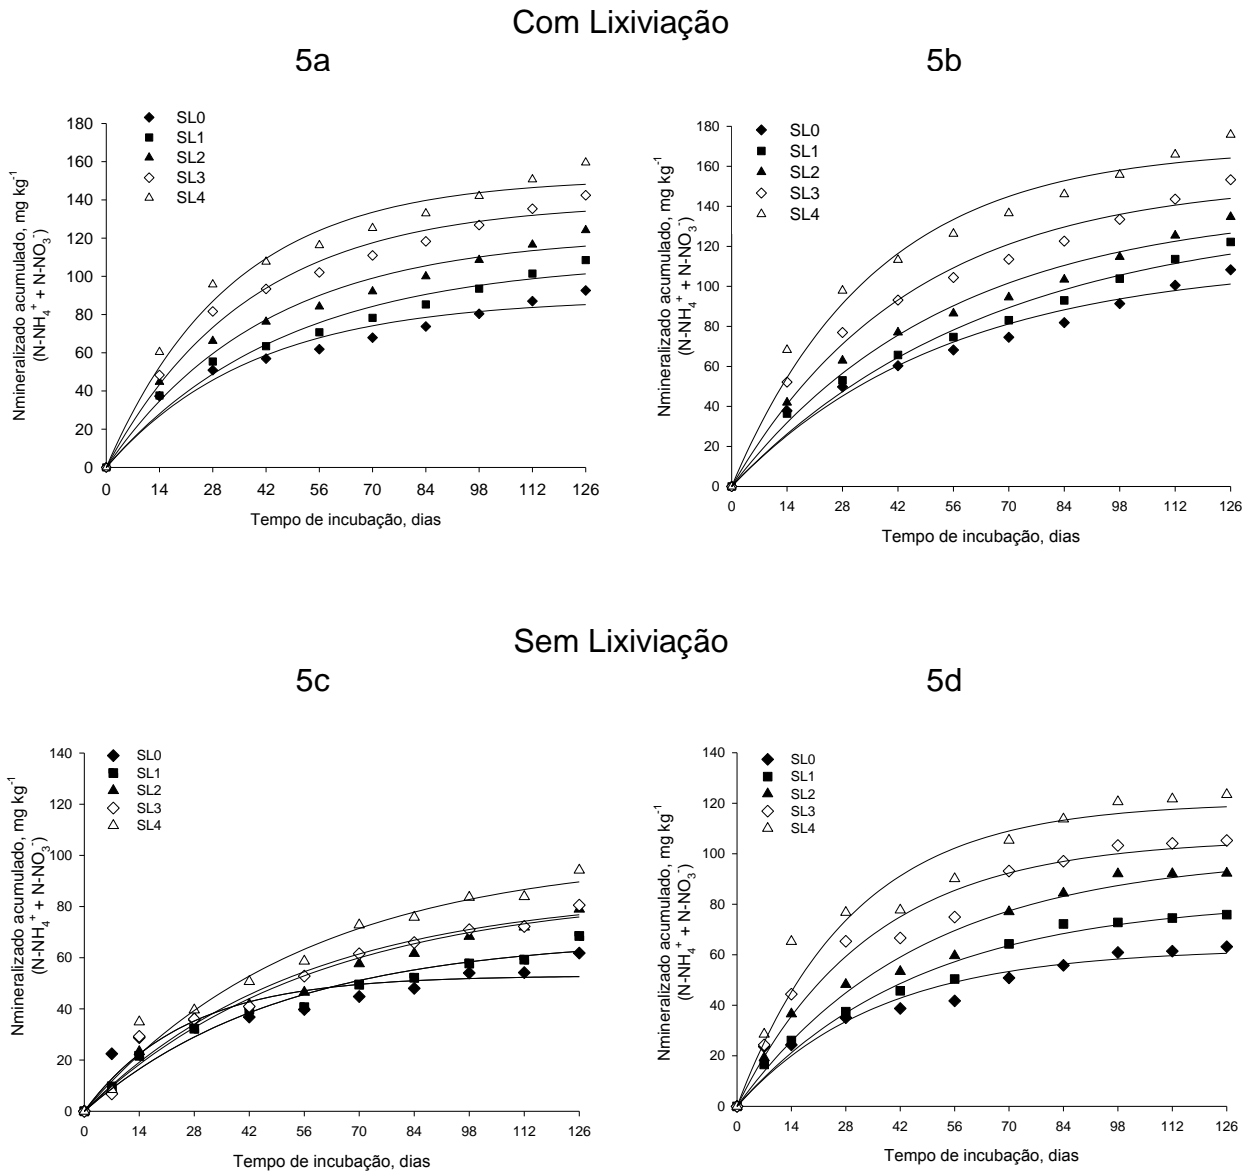 Com Lixiviação
5a
5b
SL0
SL1
SL2
SL3
SL4
Nmineralizado acumulado, mg kg⁻¹
(N-NH₄⁺ + N-NO₃⁻)
180
160
140
120
100
80
60
40
20
0
0 14 28 42 56 70 84 98 112 126
Tempo de incubação, dias
SL0
SL1
SL2
SL3
SL4
Nmineralizado acumulado, mg kg⁻¹
(N-NH₄⁺ + N-NO₃⁻)
180
160
140
120
100
80
60
40
20
0
0 14 28 42 56 70 84 98 112 126
Tempo de incubação, dias
Sem Lixiviação
5c
5d
SL0
SL1
SL2
SL3
SL4
Nmineralizado acumulado, mg kg⁻¹
(N-NH₄⁺ + N-NO₃⁻)
140
120
100
80
60
40
20
0
0 14 28 42 56 70 84 98 112 126
Tempo de incubação, dias
SL0
SL1
SL2
SL3
SL4
Nmineralizado acumulado, mg kg⁻¹
(N-NH₄⁺ + N-NO₃⁻)
140
120
100
80
60
40
20
0
0 14 28 42 56 70 84 98 112 126
Tempo de incubação, dias